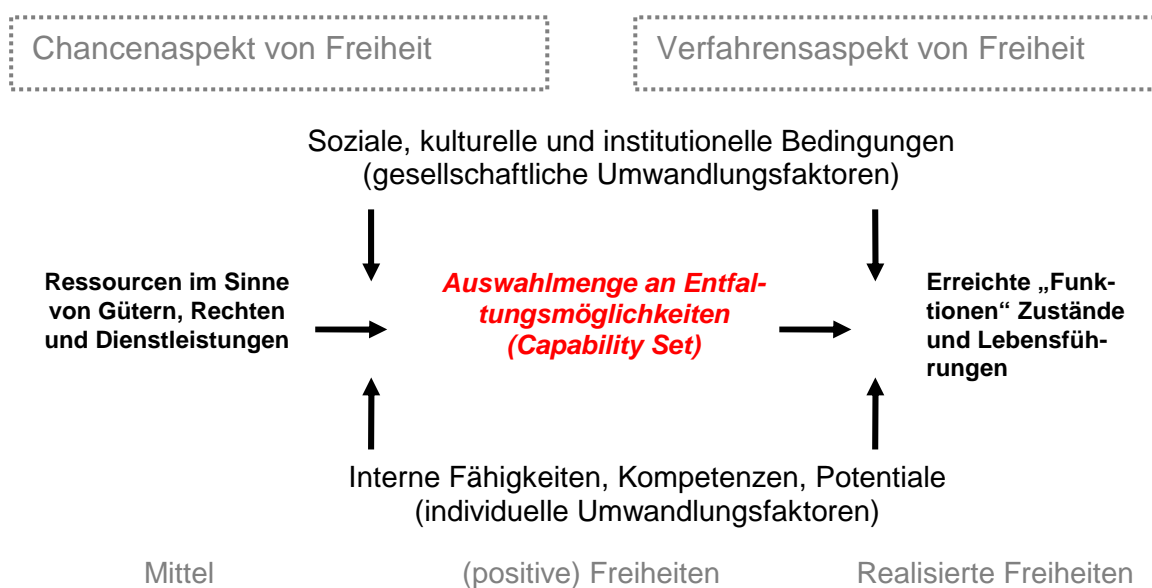 Chancenaspekt von Freiheit
Verfahrensaspekt von Freiheit
Soziale, kulturelle und institutionelle Bedingungen
(gesellschaftliche Umwandlungsfaktoren)
Ressourcen im Sinne
von Gütern, Rechten
und Dienstleistungen
Auswahlmenge an Entfal-
tungsmöglichkeiten
(Capability Set)
Erreichte „Funk-
tionen“ Zustände
und Lebensfüh-
rungen
Interne Fähigkeiten, Kompetenzen, Potentiale
(individuelle Umwandlungsfaktoren)
Mittel
(positive) Freiheiten
Realisierte Freiheiten